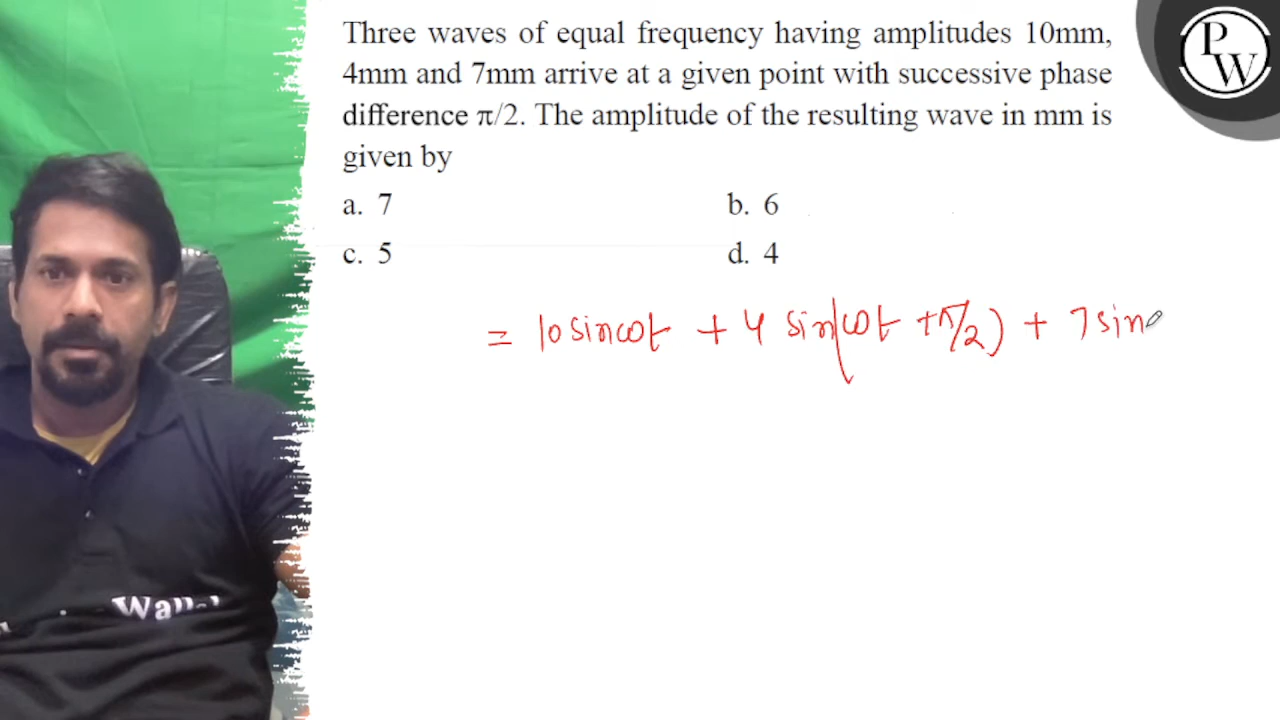 Three waves of equal frequency having amplitudes 10mm,
4mm and 7mm arrive at a given point with successive phase
difference π/2. The amplitude of the resulting wave in mm is
given by
a. 7 b. 6
c. 5 d. 4
= 10 sin ωt + 4 sin(ωt + π/2) + 7 sin
PW